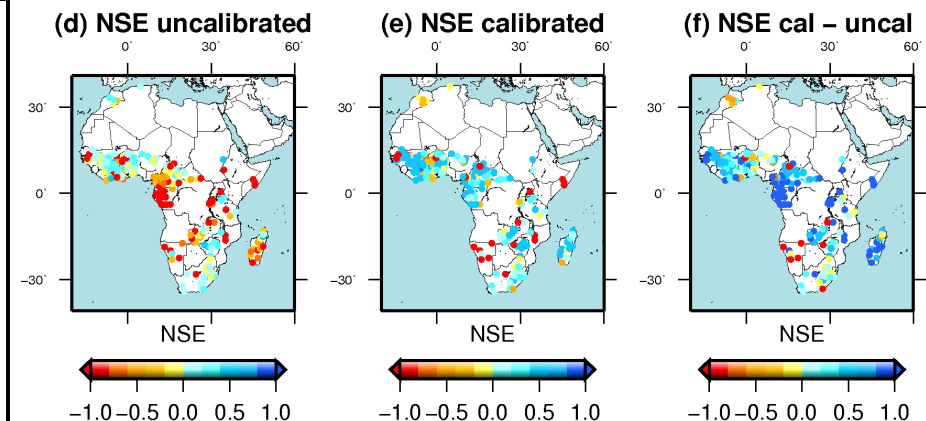 (d) NSE uncalibrated (e) NSE calibrated (f) NSE cal − uncal
0° 30° 60° 0° 30° 60° 0° 30° 60°
30° 30° 30°
0° 0° 0°
−30° −30° −30°
NSE NSE NSE
−1.0 −0.5 0.0 0.5 1.0 −1.0 −0.5 0.0 0.5 1.0 −1.0 −0.5 0.0 0.5 1.0